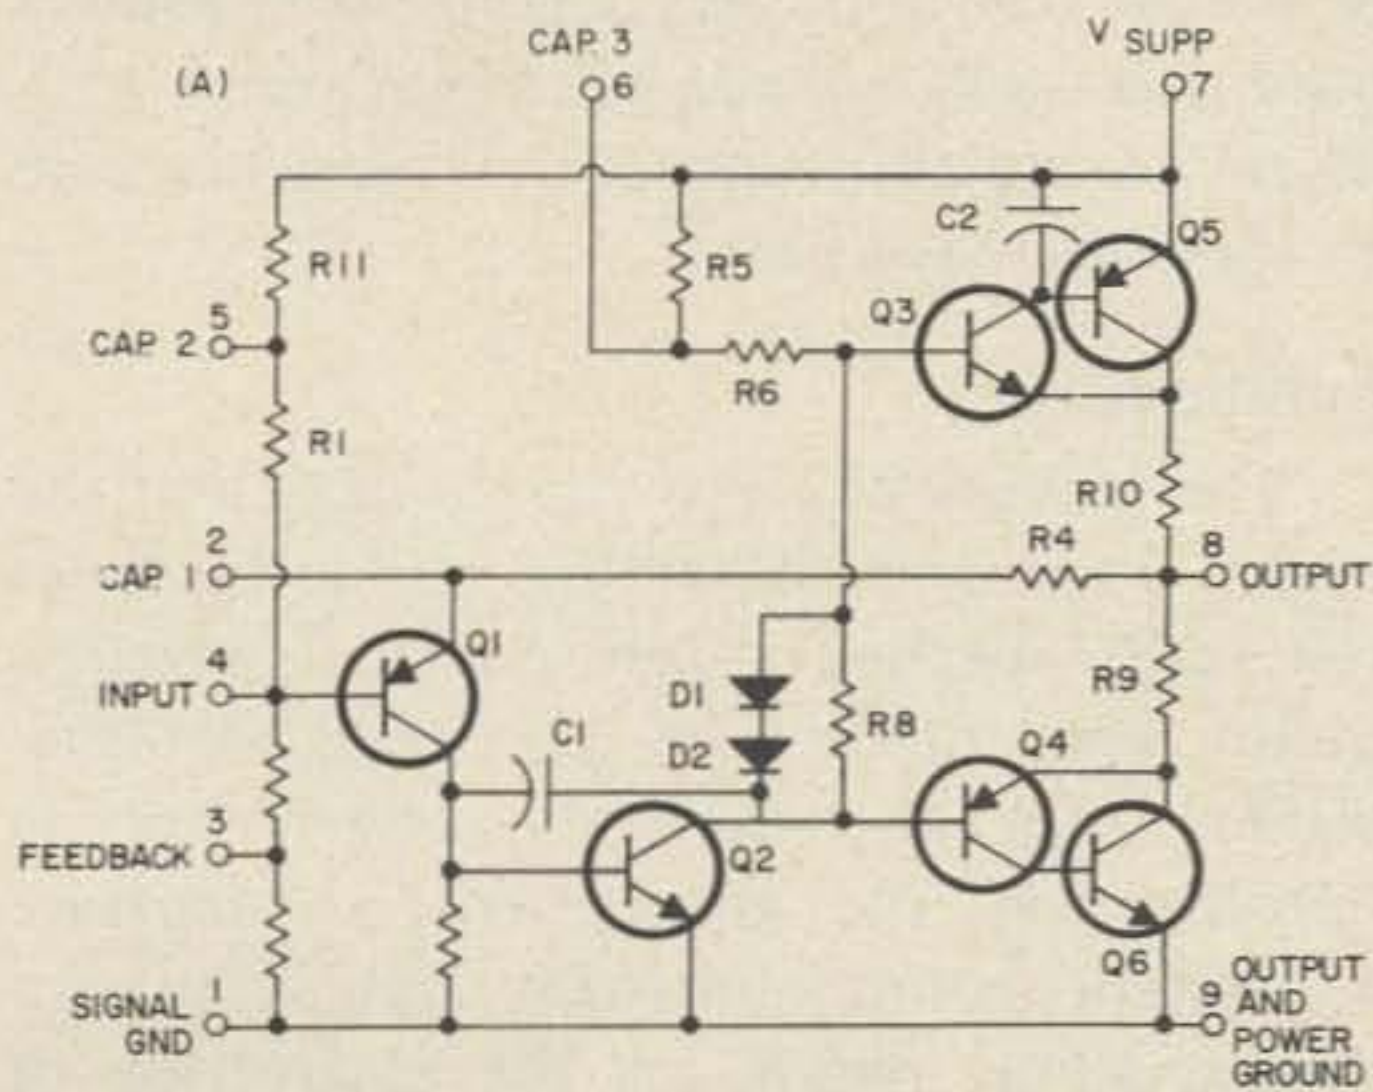 (A)
CAP. 3
6
V SUPP
7
C2
Q5
R11
R5
Q3
5
CAP. 2
R6
R1
R10
2
CAP. 1
R4
8
OUTPUT
Q1
4
INPUT
D1
R9
C1
D2
R8
Q4
3
FEEDBACK
Q2
Q6
SIGNAL
GND
1
9
OUTPUT
AND
POWER
GROUND